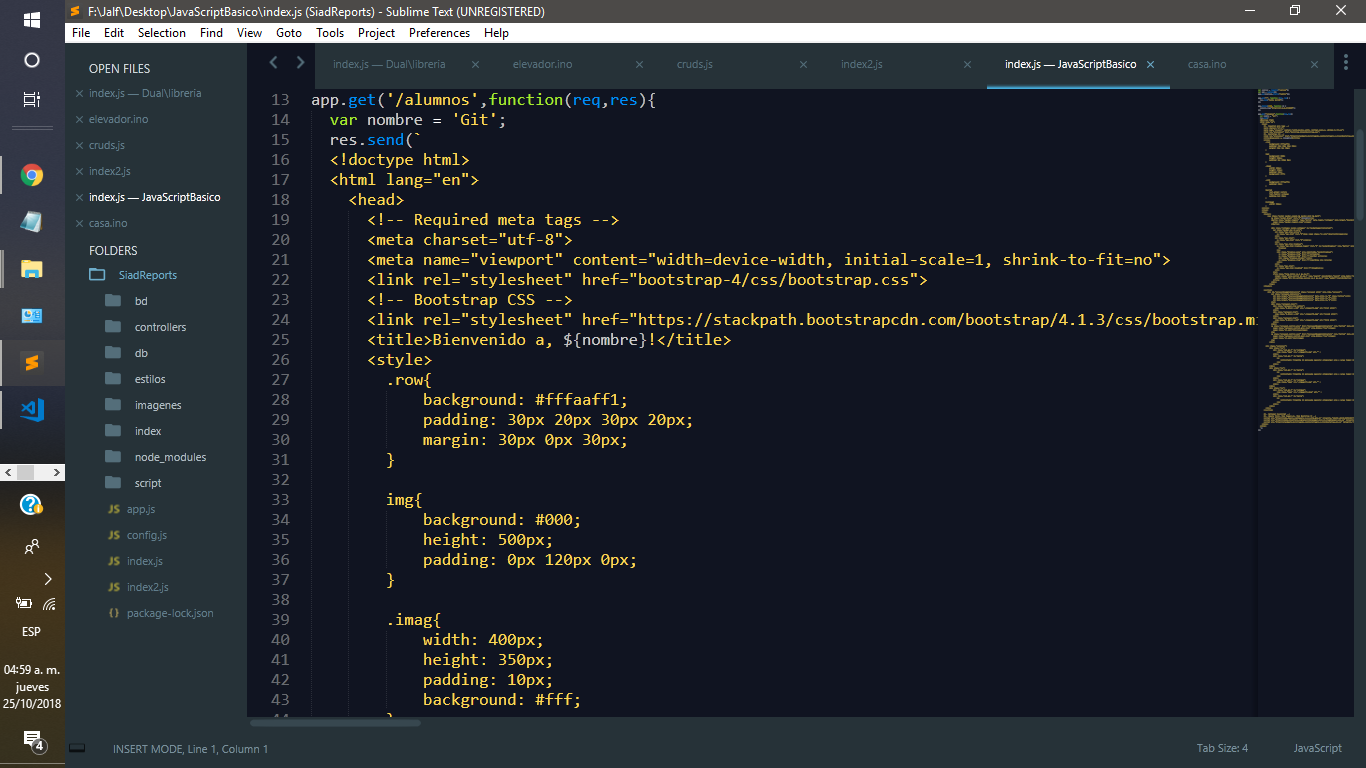 F:\Jalf\Desktop\JavaScriptBasico\index.js (SiadReports) - Sublime Text (UNREGISTERED)
File Edit Selection Find View Goto Tools Project Preferences Help
OPEN FILES
index.js — Dual\libreria
elevador.ino
cruds.js
index2.js
index.js — JavaScriptBasico
casa.ino
FOLDERS
SiadReports
bd
controllers
db
estilos
imagenes
index
node_modules
script
JS app.js
JS config.js
JS index.js
JS index2.js
{} package-lock.json
index.js — Dual\libreria elevador.ino cruds.js index2.js index.js — JavaScriptBasico casa.ino
13 app.get('/alumnos',function(req,res){
14 var nombre = 'Git';
15 res.send(`
16 <!doctype html>
17 <html lang="en">
18 <head>
19 <!-- Required meta tags -->
20 <meta charset="utf-8">
21 <meta name="viewport" content="width=device-width, initial-scale=1, shrink-to-fit=no">
22 <link rel="stylesheet" href="bootstrap-4/css/bootstrap.css">
23 <!-- Bootstrap CSS -->
24 <link rel="stylesheet" href="https://stackpath.bootstrapcdn.com/bootstrap/4.1.3/css/bootstrap.m
25 <title>Bienvenido a, ${nombre}!</title>
26 <style>
27 .row{
28 background: #fffaaff1;
29 padding: 30px 20px 30px 20px;
30 margin: 30px 0px 30px;
31 }
32
33 img{
34 background: #000;
35 height: 500px;
36 padding: 0px 120px 0px;
37 }
38
39 .imag{
40 width: 400px;
41 height: 350px;
42 padding: 10px;
43 background: #fff;
44 }
ESP
04:59 a. m.
jueves
25/10/2018
4
INSERT MODE, Line 1, Column 1
Tab Size: 4 JavaScript